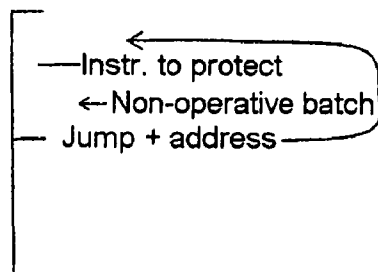 Instr. to protect
Non-operative batch
Jump + address